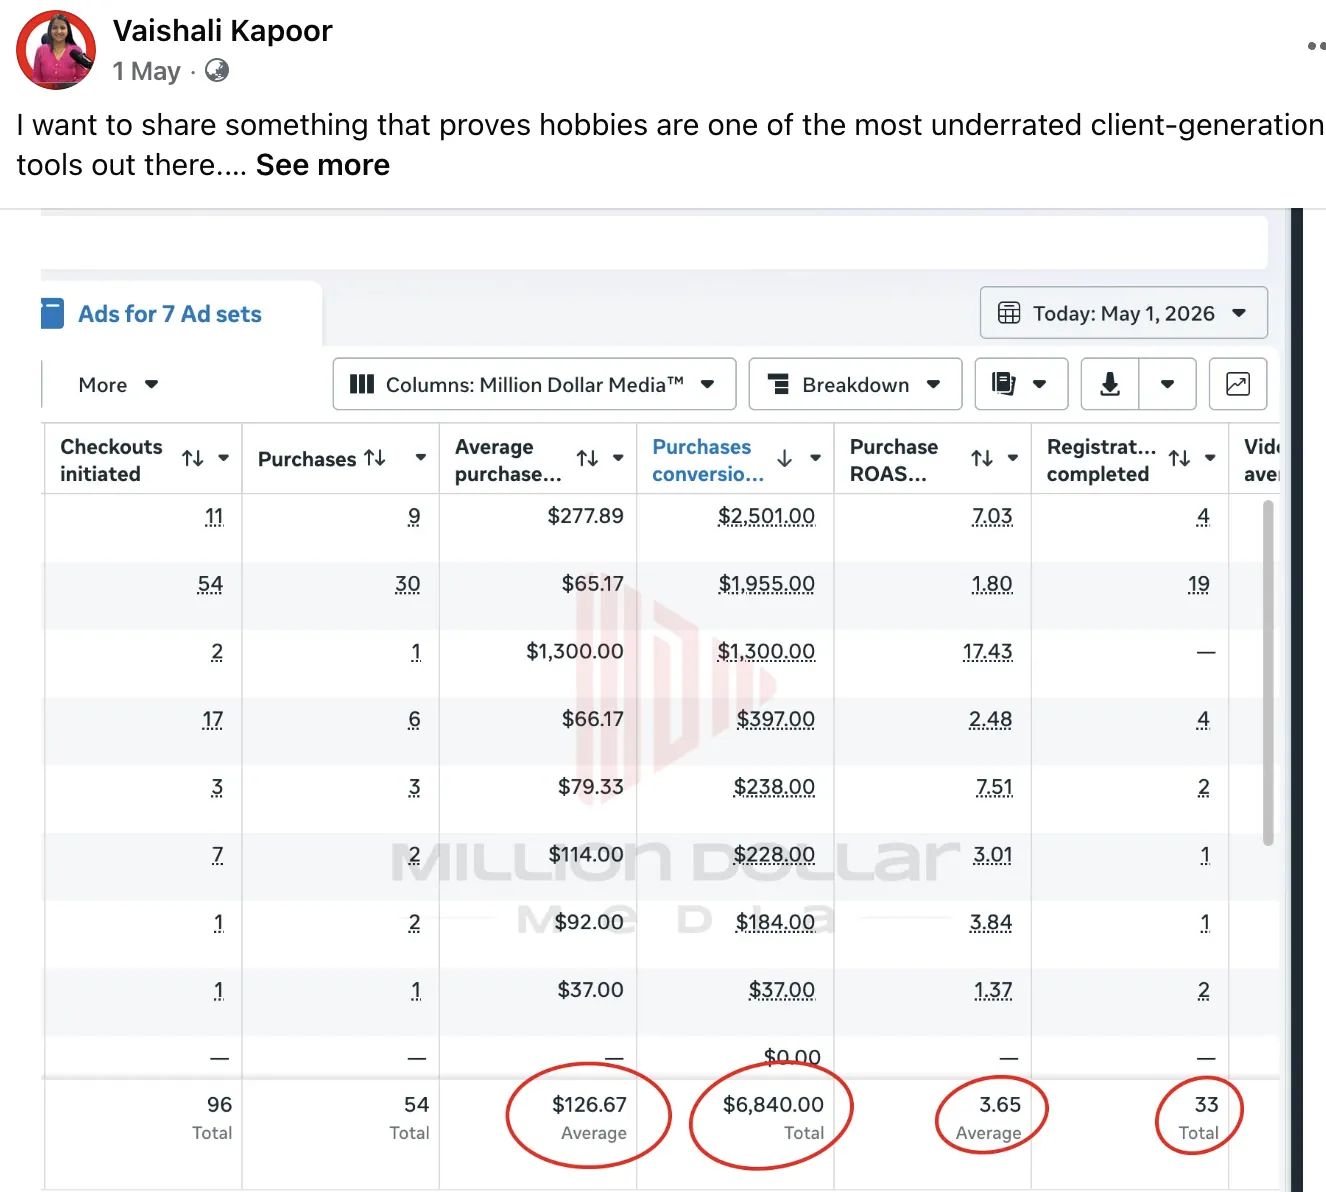 Vaishali Kapoor
1 May ·
I want to share something that proves hobbies are one of the most underrated client-generation
tools out there.... See more
Ads for 7 Ad sets
Today: May 1, 2026
More
Columns: Million Dollar Media™
Breakdown
Checkouts initiated
Purchases
Average purchase...
Purchases conversio...
Purchase ROAS...
Registrat... completed
11 9 $277.89 $2,501.00 7.03 4
54 30 $65.17 $1,955.00 1.80 19
2 1 $1,300.00 $1,300.00 17.43 —
17 6 $66.17 $397.00 2.48 4
3 3 $79.33 $238.00 7.51 2
7 2 $114.00 $228.00 3.01 1
1 2 $92.00 $184.00 3.84 1
1 1 $37.00 $37.00 1.37 2
— — — $0.00 — —
MILLION DOLLAR
MEDIA
96 54 $126.67 $6,840.00 3.65 33
Total Total Average Total Average Total